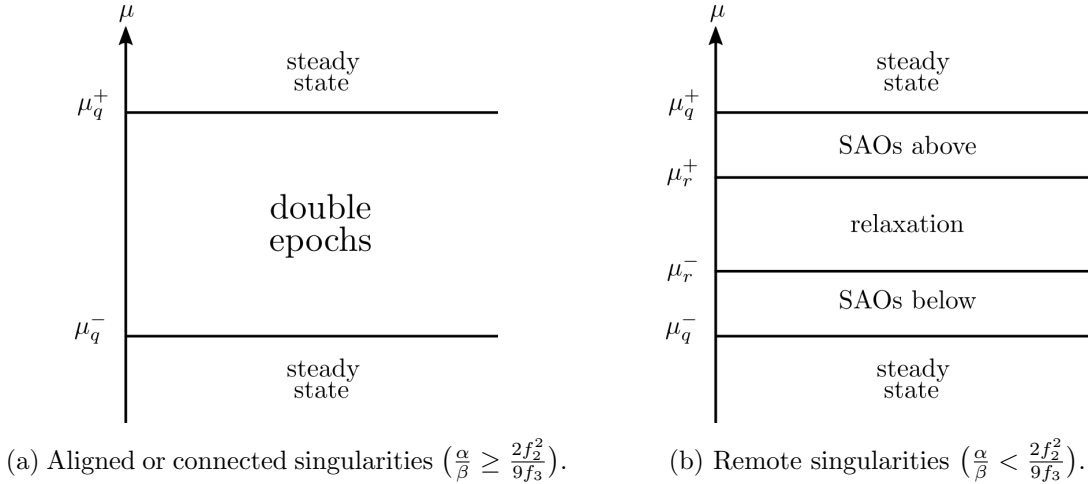 μ
steady
state
μ_q^+
double
epochs
μ_q^-
steady
state
(a) Aligned or connected singularities (α/β ≥ 2f_2^2/9f_3).
μ
steady
state
μ_q^+
SAOs above
μ_r^+
relaxation
μ_r^-
SAOs below
μ_q^-
steady
state
(b) Remote singularities (α/β < 2f_2^2/9f_3).